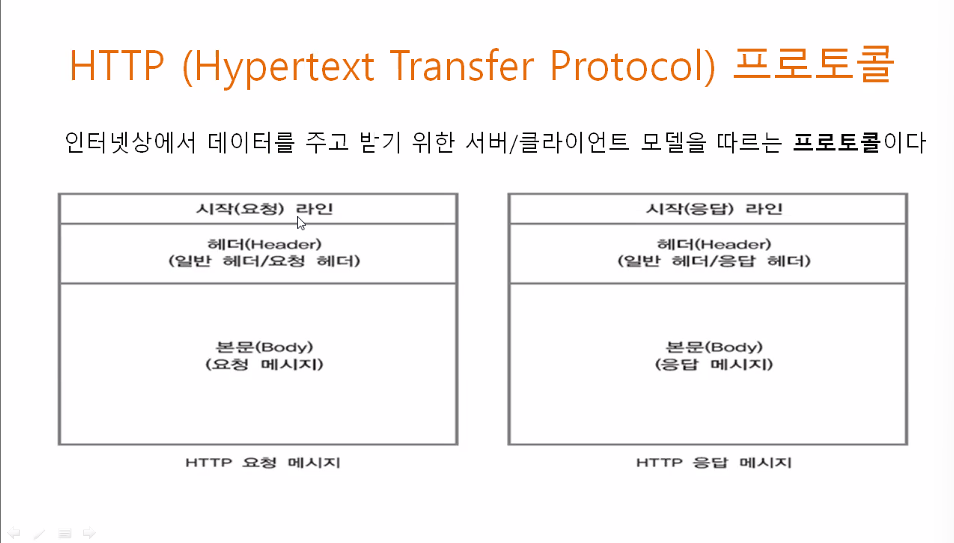 HTTP (Hypertext Transfer Protocol) 프로토콜
인터넷상에서 데이터를 주고 받기 위한 서버/클라이언트 모델을 따르는 프로토콜이다
시작(요청) 라인
헤더(Header)
(일반 헤더/요청 헤더)
본문(Body)
(요청 메시지)
HTTP 요청 메시지
시작(응답) 라인
헤더(Header)
(일반 헤더/응답 헤더)
본문(Body)
(응답 메시지)
HTTP 응답 메시지